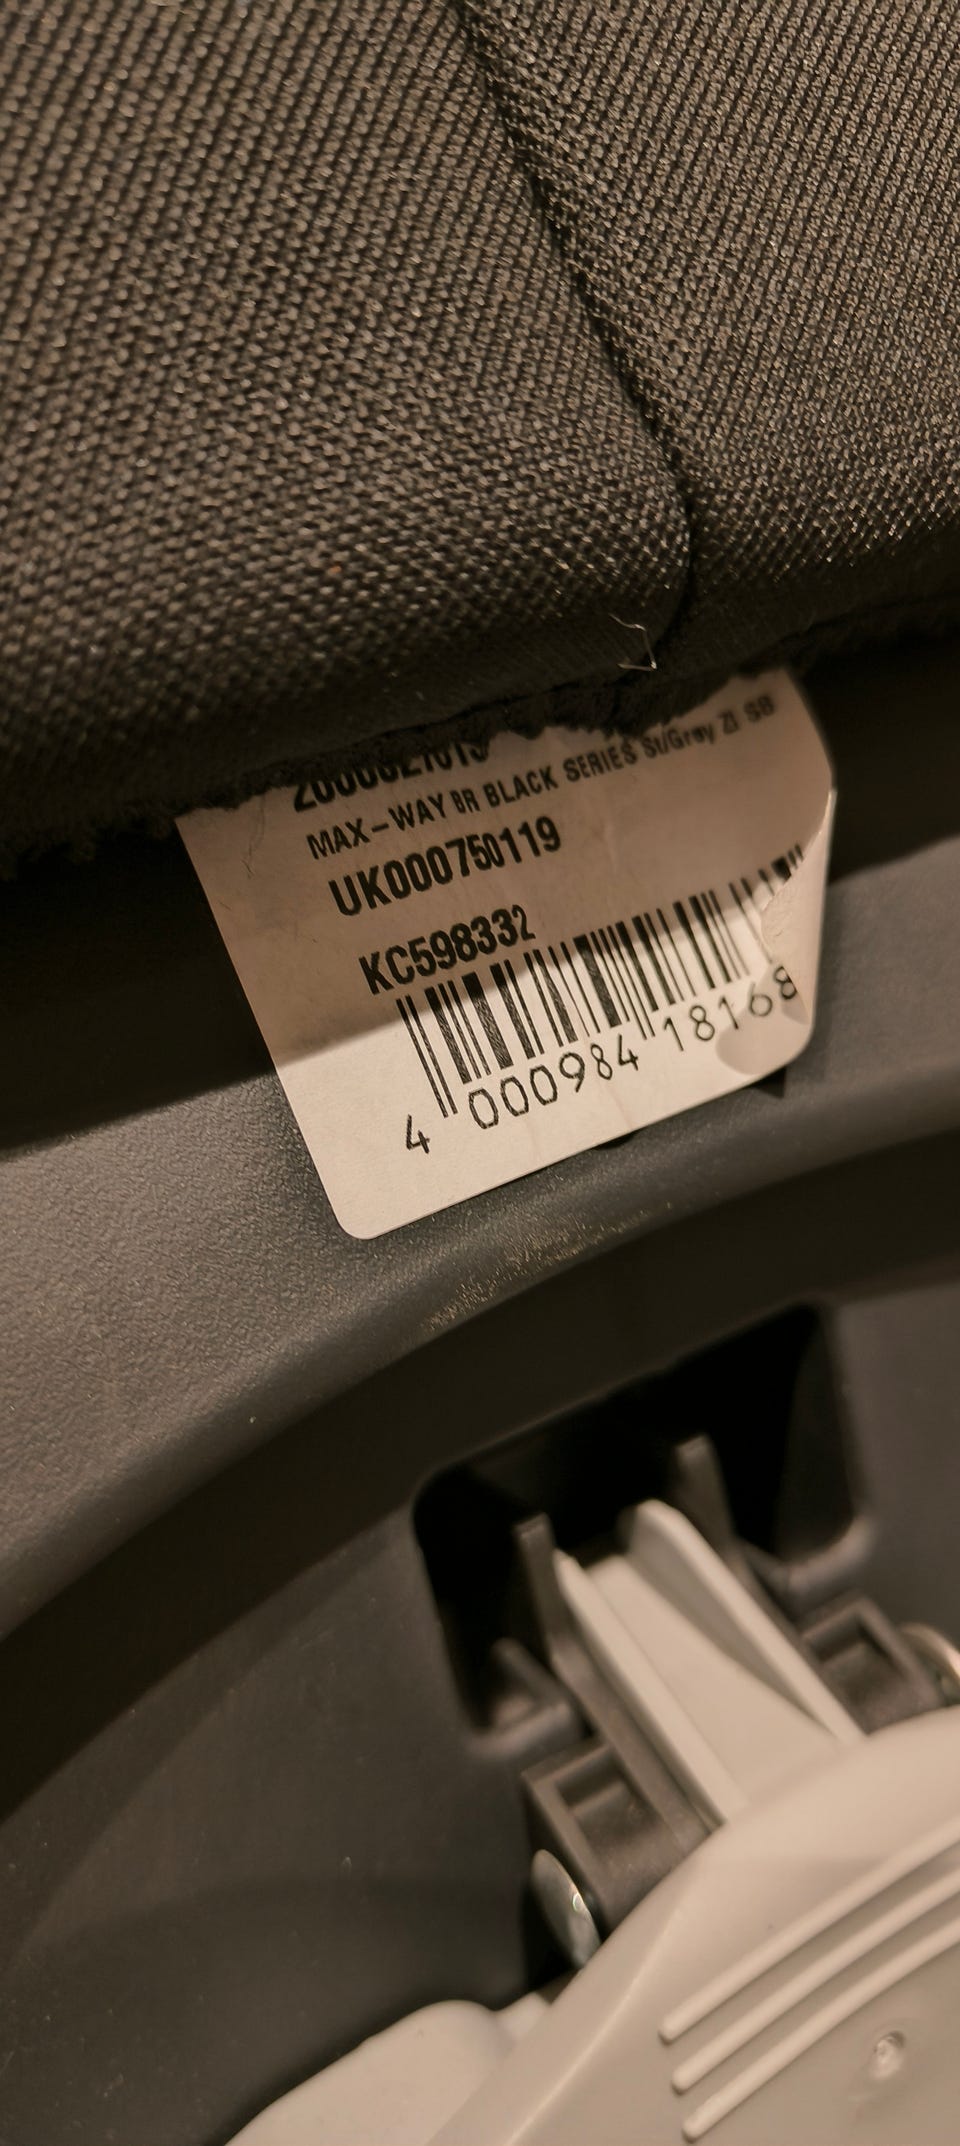 MAX-WAY BR BLACK SERIES St/Grey ZI SB
UK000750119
KC598332
4 000984 18168